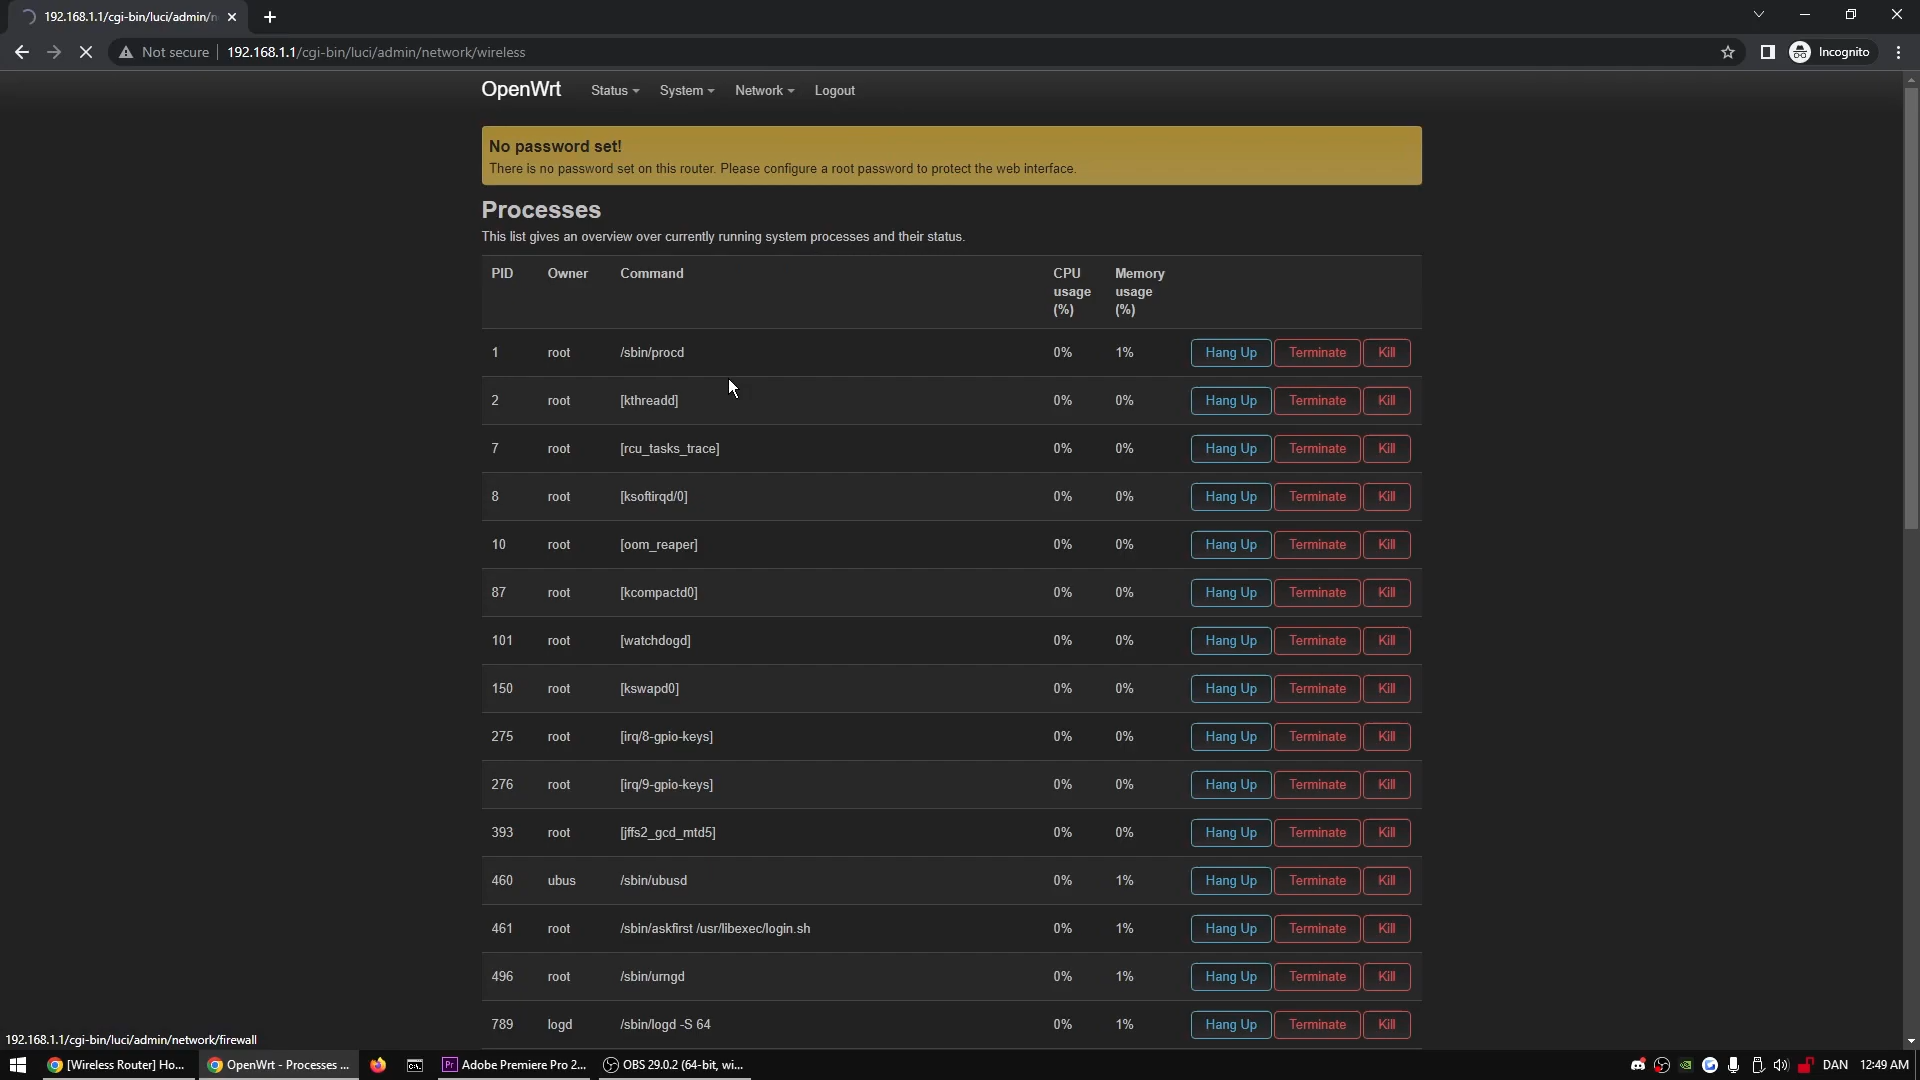 192.168.1.1/cgi-bin/luci/admin/n
Not secure
192.168.1.1/cgi-bin/luci/admin/network/wireless
Incognito
OpenWrt Status System Network Logout
No password set!
There is no password set on this router. Please configure a root password to protect the web interface.
Processes
This list gives an overview over currently running system processes and their status.
PID Owner Command CPU usage (%) Memory usage (%)
1 root /sbin/procd 0% 1% Hang Up Terminate Kill
2 root [kthreadd] 0% 0% Hang Up Terminate Kill
7 root [rcu_tasks_trace] 0% 0% Hang Up Terminate Kill
8 root [ksoftirqd/0] 0% 0% Hang Up Terminate Kill
10 root [oom_reaper] 0% 0% Hang Up Terminate Kill
87 root [kcompactd0] 0% 0% Hang Up Terminate Kill
101 root [watchdogd] 0% 0% Hang Up Terminate Kill
150 root [kswapd0] 0% 0% Hang Up Terminate Kill
275 root [irq/8-gpio-keys] 0% 0% Hang Up Terminate Kill
276 root [irq/9-gpio-keys] 0% 0% Hang Up Terminate Kill
393 root [jffs2_gcd_mtd5] 0% 0% Hang Up Terminate Kill
460 ubus /sbin/ubusd 0% 1% Hang Up Terminate Kill
461 root /sbin/askfirst /usr/libexec/login.sh 0% 1% Hang Up Terminate Kill
496 root /sbin/urngd 0% 1% Hang Up Terminate Kill
789 logd /sbin/logd -S 64 0% 1% Hang Up Terminate Kill
192.168.1.1/cgi-bin/luci/admin/network/firewall
[Wireless Router] Ho... OpenWrt - Processes ... Pr Adobe Premiere Pro 2... OBS 29.0.2 (64-bit, wi... DAN 12:49 AM